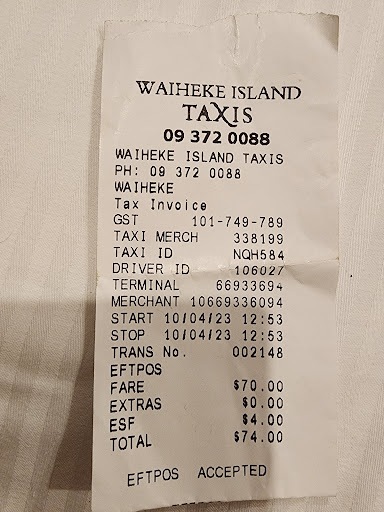 WAIHEKE ISLAND
TAXIS
09 372 0088
WAIHEKE ISLAND TAXIS
PH: 09 372 0088
WAIHEKE
Tax Invoice
GST 101-749-789
TAXI MERCH 338199
TAXI ID NQH584
DRIVER ID 106027
TERMINAL 66933694
MERCHANT 10669336094
START 10/04/23 12:53
STOP 10/04/23 12:53
TRANS No. 002148
EFTPOS
FARE $70.00
EXTRAS $0.00
ESF $4.00
TOTAL $74.00
EFTPOS ACCEPTED